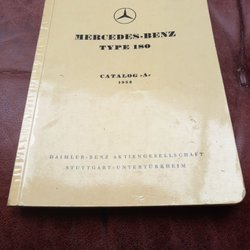 MERCEDES-BENZ
TYPE 180
CATALOG »A«
DAIMLER-BENZ AKTIENGESELLSCHAFT
STUTTGART-UNTERTÜRKHEIM